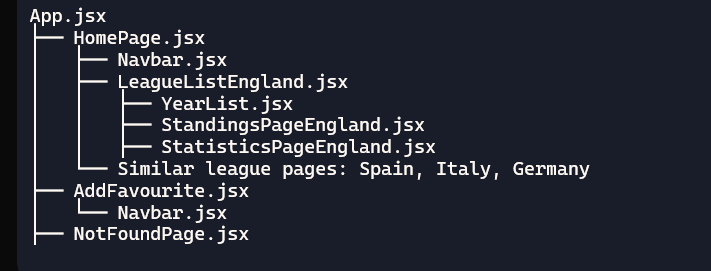 App.jsx
├── HomePage.jsx
│   ├── Navbar.jsx
│   ├── LeagueListEngland.jsx
│   │   ├── YearList.jsx
│   │   ├── StandingsPageEngland.jsx
│   │   ├── StatisticsPageEngland.jsx
│   └── Similar league pages: Spain, Italy, Germany
├── AddFavourite.jsx
│   └── Navbar.jsx
├── NotFoundPage.jsx